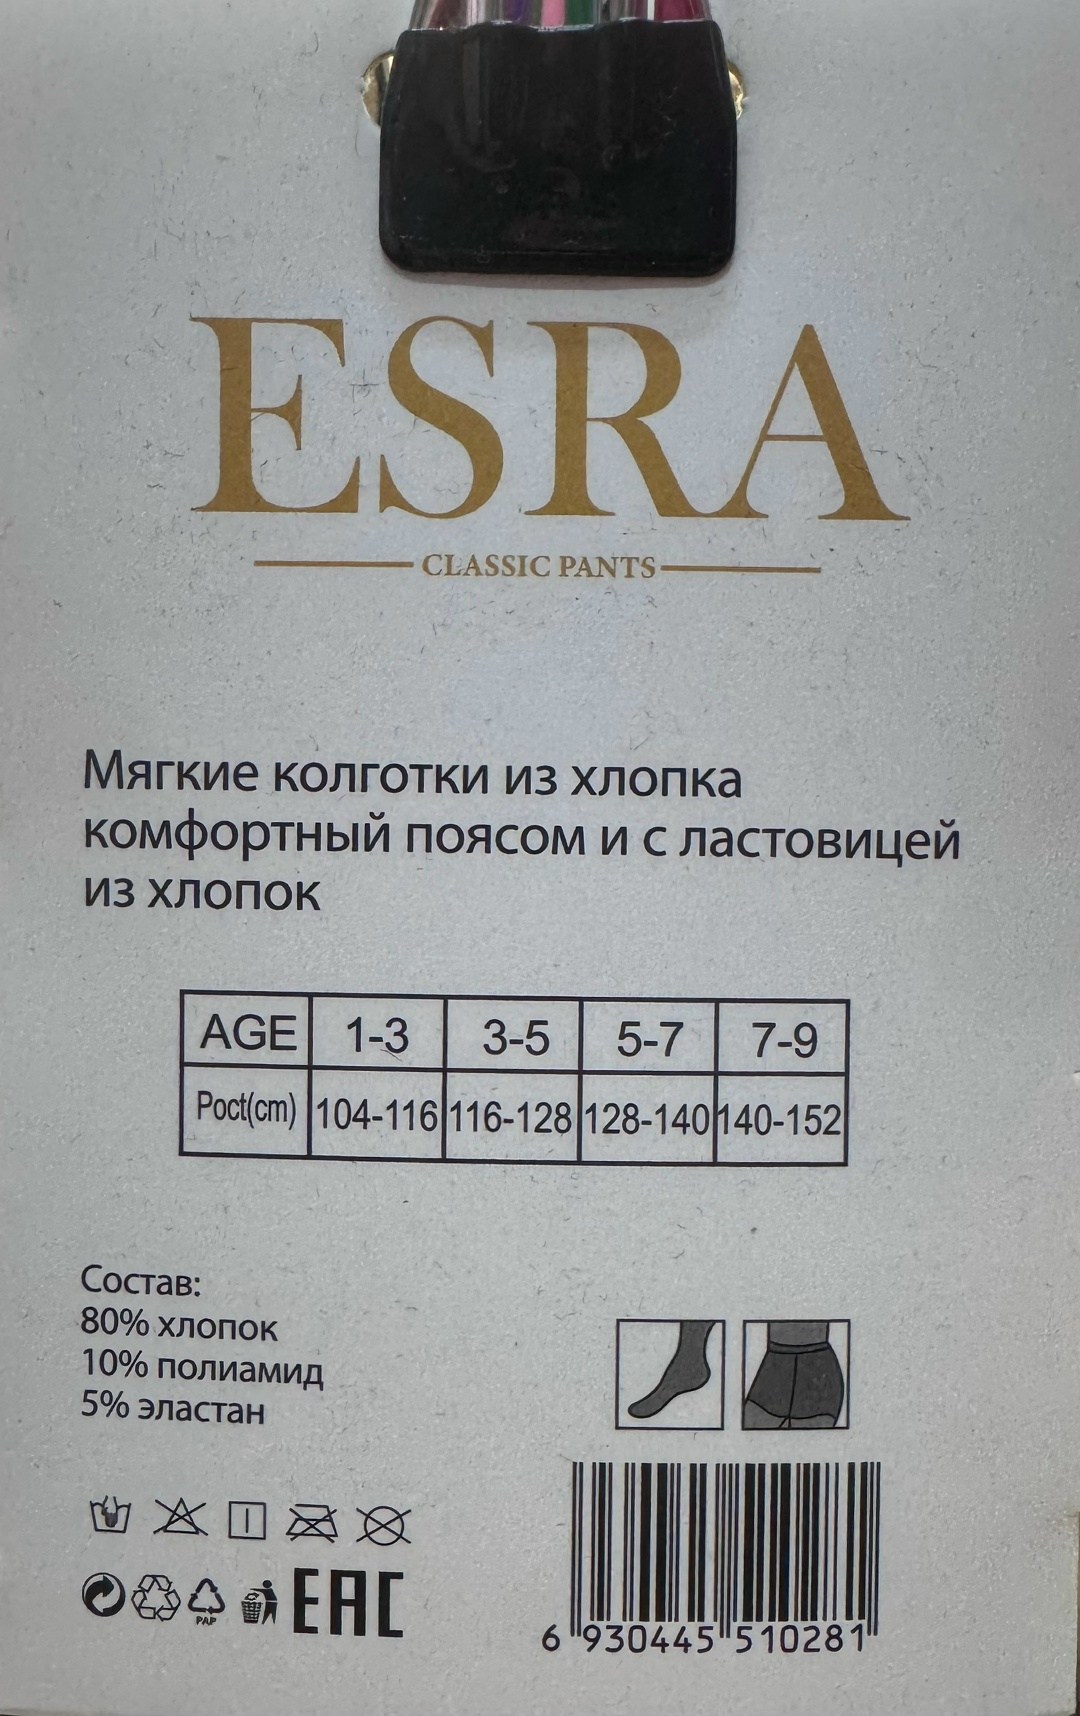 ESRA
CLASSIC PANTS
Мягкие колготки из хлопка
комфортный поясом и с ластовицей
из хлопок
AGE 1-3 3-5 5-7 7-9
Рост(cm) 104-116 116-128 128-140 140-152
Состав:
80% хлопок
10% полиамид
5% эластан
PAP
EAC
6 930445 510281